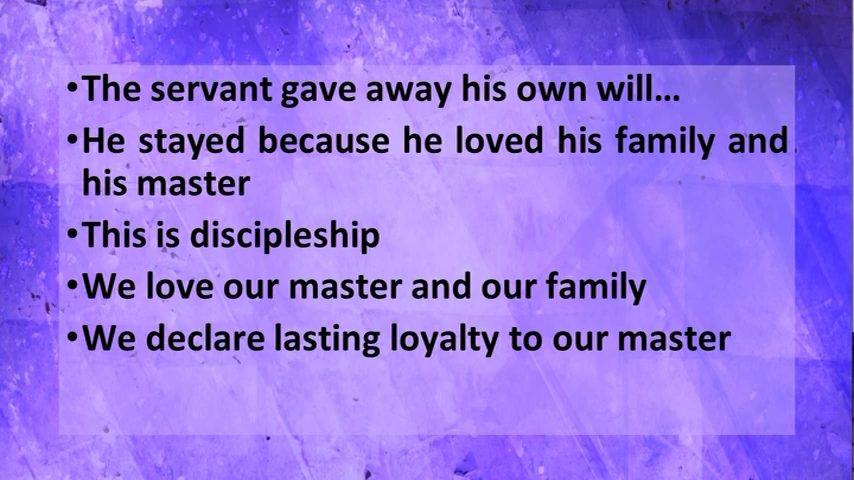 •The servant gave away his own will...
•He stayed because he loved his family and
his master
•This is discipleship
•We love our master and our family
•We declare lasting loyalty to our master